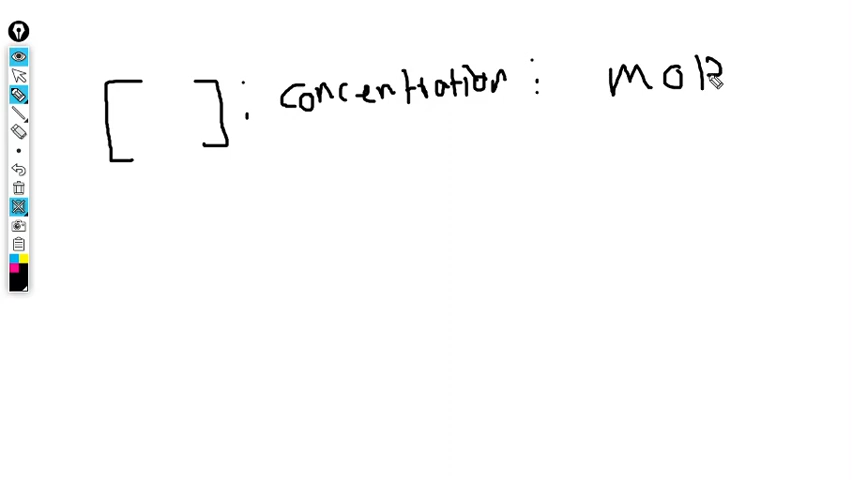 [ ] : concentration : mol